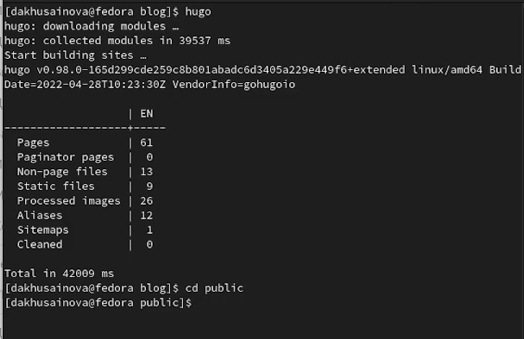 [dakhusainova@fedora blog]$ hugo
hugo: downloading modules …
hugo: collected modules in 39537 ms
Start building sites …
hugo v0.98.0-165d299cde259c8b801abadc6d3405a229e449f6+extended linux/amd64 Build
Date=2022-04-28T10:23:30Z VendorInfo=gohugoio
                   | EN
-------------------+-----
  Pages            | 61
  Paginator pages  |  0
  Non-page files   | 13
  Static files     |  9
  Processed images | 26
  Aliases          | 12
  Sitemaps         |  1
  Cleaned          |  0
Total in 42009 ms
[dakhusainova@fedora blog]$ cd public
[dakhusainova@fedora public]$